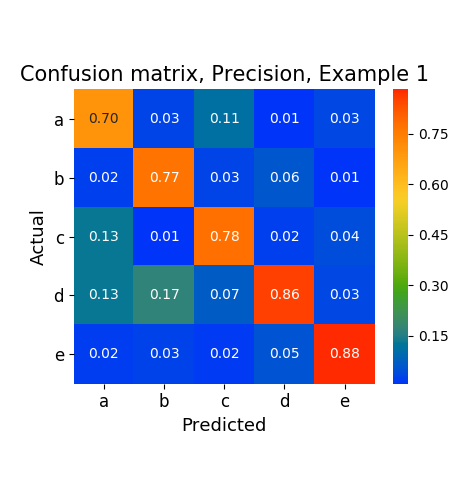 Confusion matrix, Precision, Example 1
a 0.70 0.03 0.11 0.01 0.03
b 0.02 0.77 0.03 0.06 0.01
c 0.13 0.01 0.78 0.02 0.04
d 0.13 0.17 0.07 0.86 0.03
e 0.02 0.03 0.02 0.05 0.88
a b c d e
Predicted
Actual
0.75
0.60
0.45
0.30
0.15